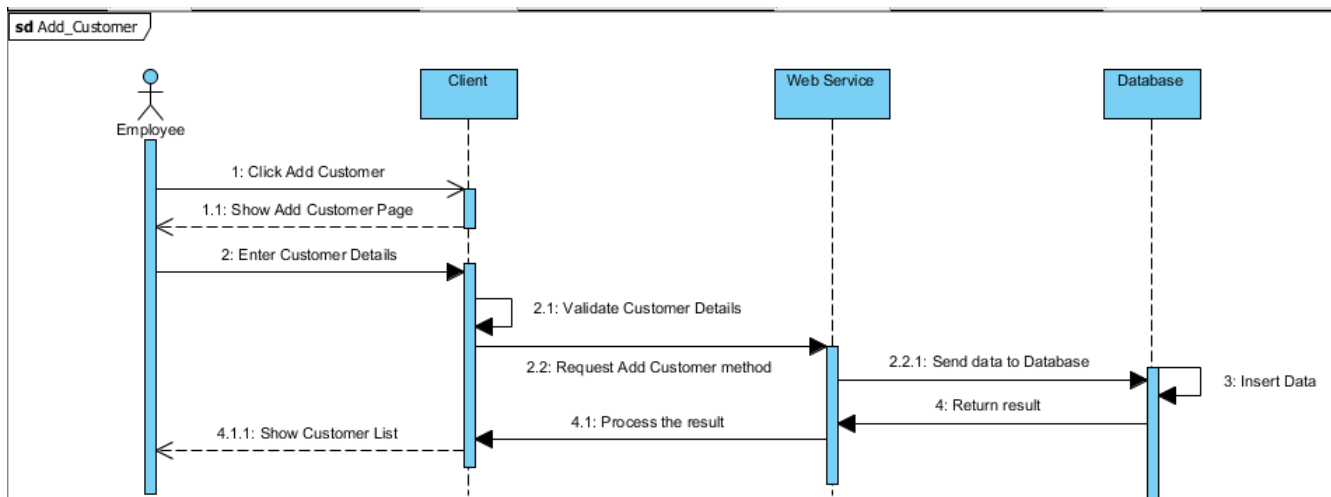 sd Add_Customer
Client
Web Service
Database
Employee
1: Click Add Customer
1.1: Show Add Customer Page
2: Enter Customer Details
2.1: Validate Customer Details
2.2: Request Add Customer method
2.2.1: Send data to Database
3: Insert Data
4: Return result
4.1: Process the result
4.1.1: Show Customer List